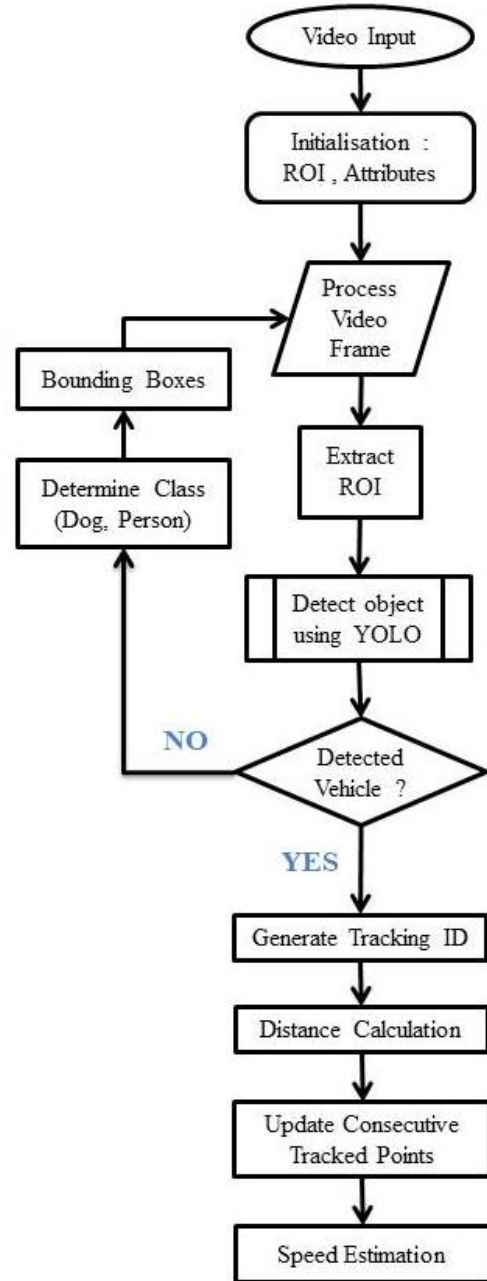 Video Input
Initialisation :
ROI , Attributes
Process
Video
Frame
Bounding Boxes
Extract
ROI
Determine Class
(Dog, Person)
Detect object
using YOLO
NO
Detected
Vehicle ?
YES
Generate Tracking ID
Distance Calculation
Update Consecutive
Tracked Points
Speed Estimation